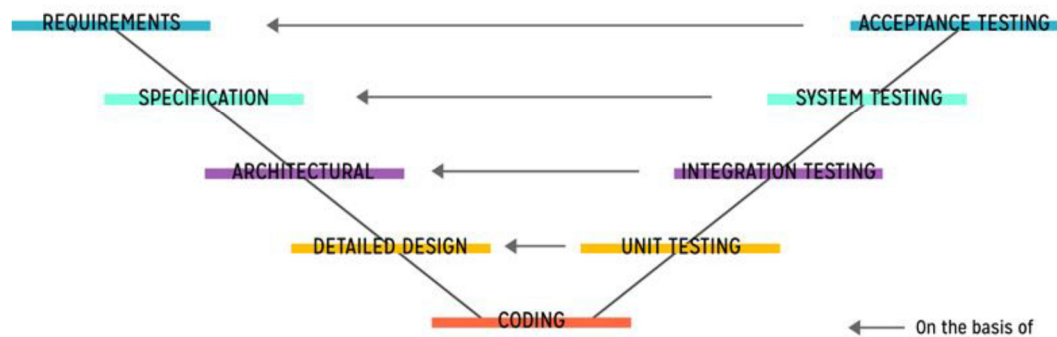 REQUIREMENTS
ACCEPTANCE TESTING
SPECIFICATION
SYSTEM TESTING
ARCHITECTURAL
INTEGRATION TESTING
DETAILED DESIGN
UNIT TESTING
CODING
On the basis of